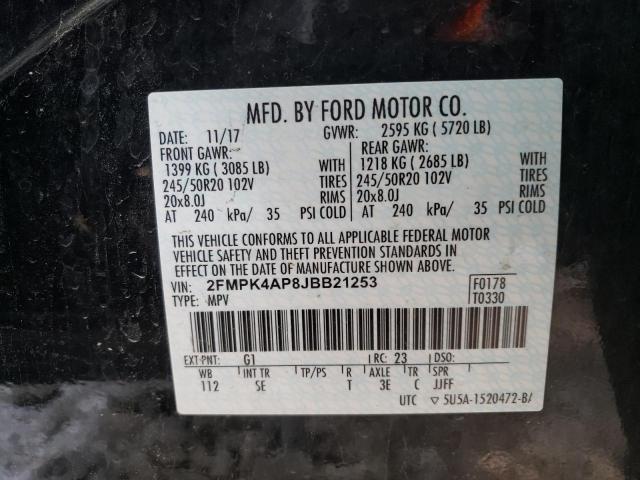 MFD. BY FORD MOTOR CO.
DATE: 11/17 GVWR: 2595 KG ( 5720 LB)
FRONT GAWR: REAR GAWR:
1399 KG ( 3085 LB) WITH 1218 KG ( 2685 LB) WITH
245/50R20 102V TIRES 245/50R20 102V TIRES
20x8.0J RIMS 20x8.0J RIMS
AT 240 kPa/ 35 PSI COLD AT 240 kPa/ 35 PSI COLD
THIS VEHICLE CONFORMS TO ALL APPLICABLE FEDERAL MOTOR
VEHICLE SAFETY AND THEFT PREVENTION STANDARDS IN
EFFECT ON THE DATE OF MANUFACTURE SHOWN ABOVE.
VIN: 2FMPK4AP8JBB21253 F0178
TYPE: MPV T0330
EXT-PNT: G1 RC: 23 DSO:
WB INT TR TP/PS R AXLE TR SPR
112 SE T 3E C JJFF
UTC ▽ 5U5A-1520472-B/